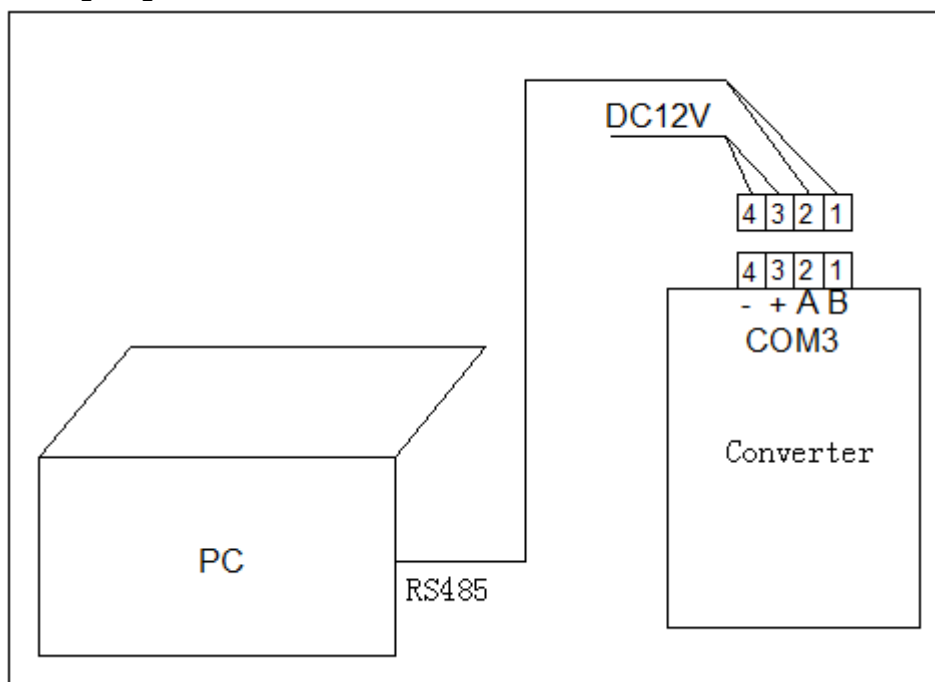 DC12V
4 3 2 1
4 3 2 1
- + A B
COM3
Converter
PC
RS485